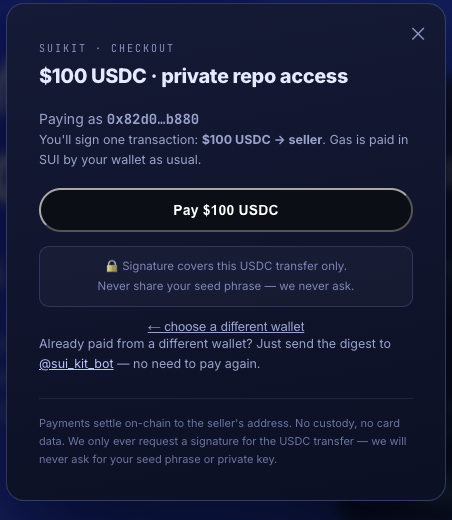 SUIKIT · CHECKOUT
$100 USDC · private repo access
Paying as 0x82d0…b880
You'll sign one transaction: $100 USDC → seller. Gas is paid in
SUI by your wallet as usual.
Pay $100 USDC
🔒 Signature covers this USDC transfer only.
Never share your seed phrase — we never ask.
← choose a different wallet
Already paid from a different wallet? Just send the digest to
@sui_kit_bot — no need to pay again.
Payments settle on-chain to the seller's address. No custody, no card
data. We only ever request a signature for the USDC transfer — we will
never ask for your seed phrase or private key.